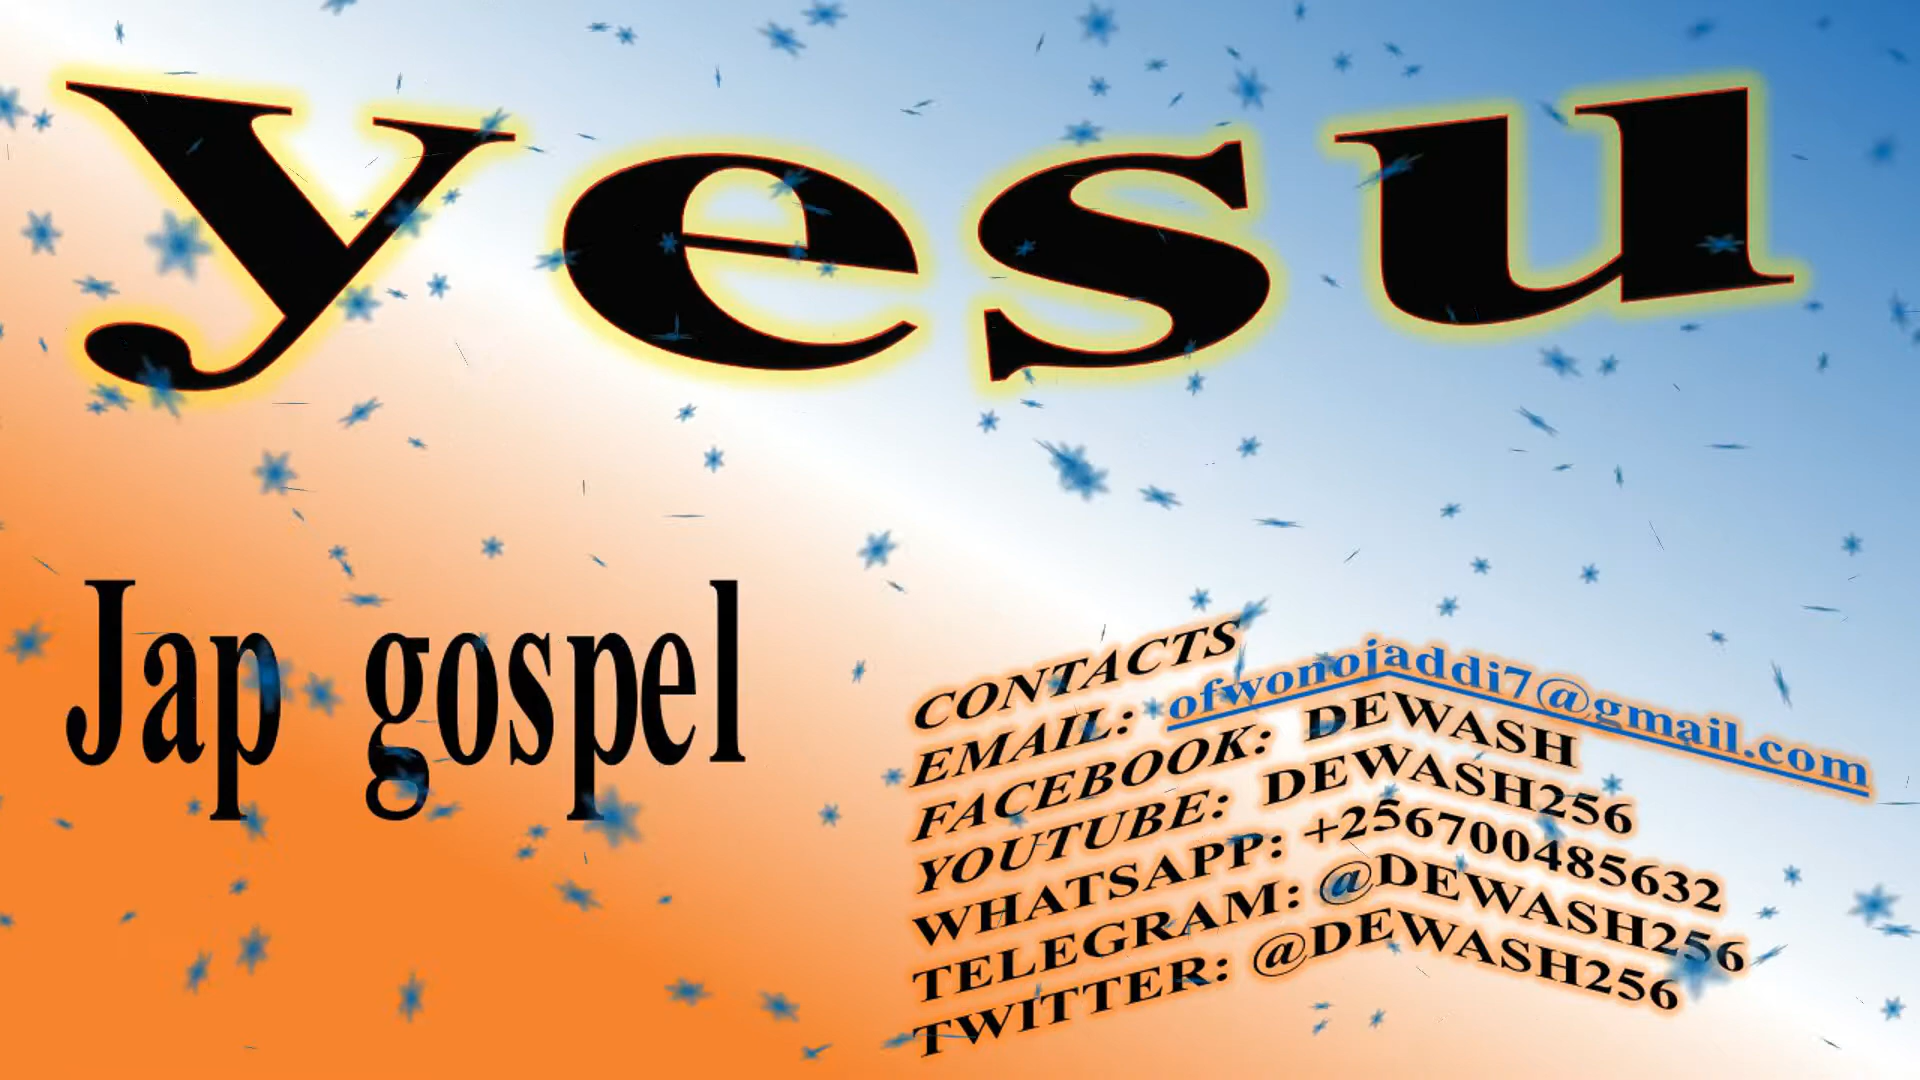 yesu
Jap gospel
CONTACTS
EMAIL: ofwonojaddi7@gmail.com
FACEBOOK: DEWASH
YOUTUBE: DEWASH256
WHATSAPP: +256700485632
TELEGRAM: @DEWASH256
TWITTER: @DEWASH256